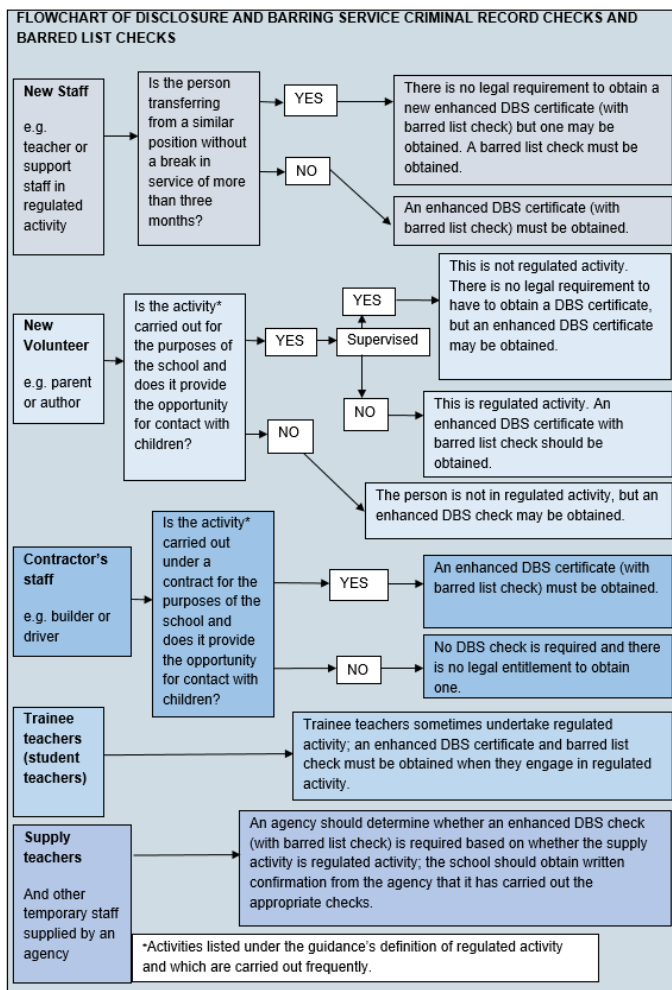 FLOWCHART OF DISCLOSURE AND BARRING SERVICE CRIMINAL RECORD CHECKS AND
BARRED LIST CHECKS
New Staff
e.g.
teacher or
support
staff in
regulated
activity
Is the person
transferring
from a similar
position without
a break in
service of more
than three
months?
YES
There is no legal requirement to obtain a
new enhanced DBS certificate (with
barred list check) but one may be
obtained. A barred list check must be
obtained.
NO
An enhanced DBS certificate (with
barred list check) must be obtained.
New
Volunteer
e.g. parent
or author
Is the activity*
carried out for
the purposes of
the school and
does it provide
the opportunity
for contact with
children?
YES
Supervised
YES
This is not regulated activity.
There is no legal requirement to
have to obtain a DBS certificate,
but an enhanced DBS certificate
may be obtained.
NO
This is regulated activity. An
enhanced DBS certificate with
barred list check should be
obtained.
NO
The person is not in regulated activity, but an
enhanced DBS check may be obtained.
Contractor’s
staff
e.g. builder or
driver
Is the activity*
carried out
under a
contract for the
purposes of the
school and
does it provide
the opportunity
for contact with
children?
YES
An enhanced DBS certificate (with
barred list check) must be obtained.
NO
No DBS check is required and there
is no legal entitlement to obtain
one.
Trainee
teachers
(student
teachers)
Trainee teachers sometimes undertake regulated
activity; an enhanced DBS certificate and barred list
check must be obtained when they engage in regulated
activity.
Supply
teachers
And other
temporary staff
supplied by an
agency
An agency should determine whether an enhanced DBS check
(with barred list check) is required based on whether the supply
activity is regulated activity; the school should obtain written
confirmation from the agency that it has carried out the
appropriate checks.
*Activities listed under the guidance’s definition of regulated activity
and which are carried out frequently.